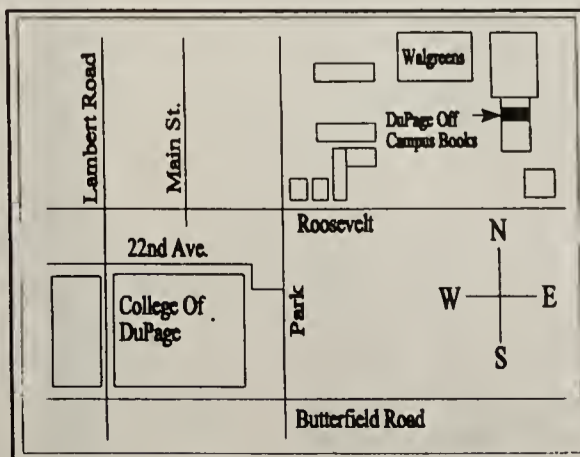 Lambert Road
Main St.
Walgreens
DuPage Off
Campus Books
Roosevelt
22nd Ave.
College Of
DuPage
Park
N
W E
S
Butterfield Road